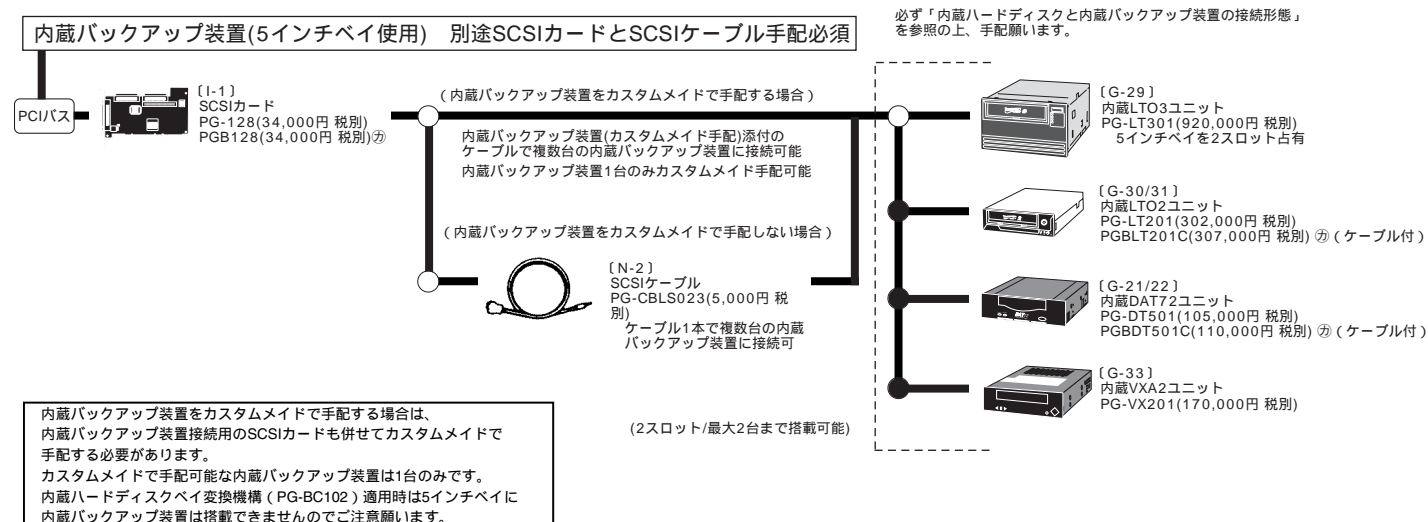 内蔵バックアップ装置(5インチベイ使用)　別途SCSIカードとSCSIケーブル手配必須
必ず「内蔵ハードディスクと内蔵バックアップ装置の接続形態」
を参照の上、手配願います。
PCIバス
〔I-1〕
SCSIカード
PG-128(34,000円 税別)
PGB128(34,000円 税別)㋕
(内蔵バックアップ装置をカスタムメイドで手配する場合)
内蔵バックアップ装置(カスタムメイド手配)添付の
ケーブルで複数台の内蔵バックアップ装置に接続可能
内蔵バックアップ装置1台のみカスタムメイド手配可能
(内蔵バックアップ装置をカスタムメイドで手配しない場合)
〔N-2〕
SCSIケーブル
PG-CBLS023(5,000円 税
別)
ケーブル1本で複数台の内蔵
バックアップ装置に接続可
〔G-29〕
内蔵LTO3ユニット
PG-LT301(920,000円 税別)
5インチベイを2スロット占有
〔G-30/31〕
内蔵LTO2ユニット
PG-LT201(302,000円 税別)
PGBLT201C(307,000円 税別) ㋕(ケーブル付)
〔G-21/22〕
内蔵DAT72ユニット
PG-DT501(105,000円 税別)
PGBDT501C(110,000円 税別) ㋕(ケーブル付)
〔G-33〕
内蔵VXA2ユニット
PG-VX201(170,000円 税別)
(2スロット/最大2台まで搭載可能)
内蔵バックアップ装置をカスタムメイドで手配する場合は、
内蔵バックアップ装置接続用のSCSIカードも併せてカスタムメイドで
手配する必要があります。
カスタムメイドで手配可能な内蔵バックアップ装置は1台のみです。
内蔵ハードディスクベイ変換機構(PG-BC102)適用時は5インチベイに
内蔵バックアップ装置は搭載できませんのでご注意願います。